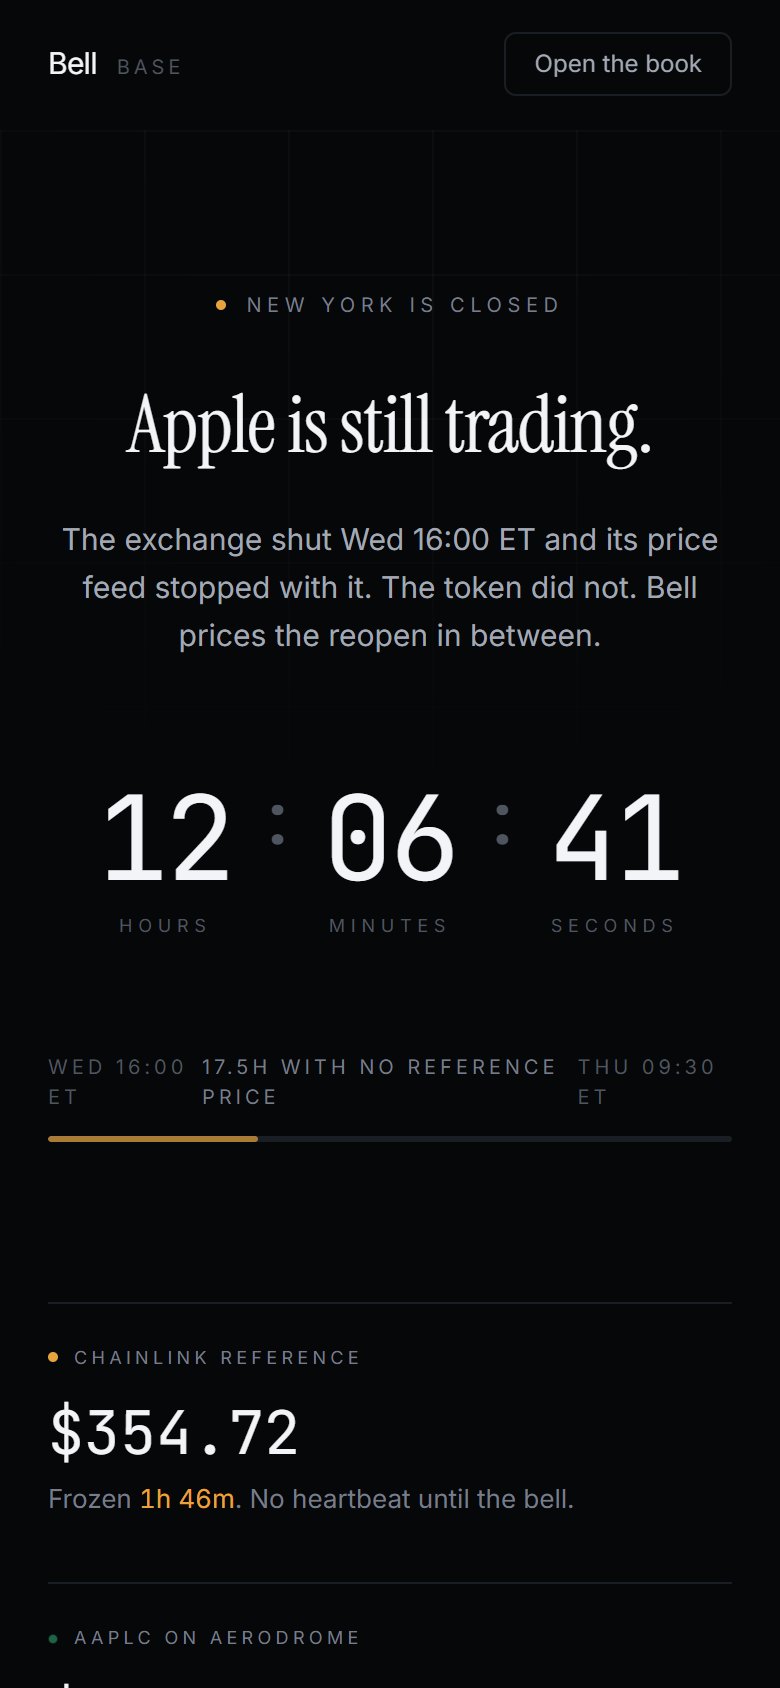 Bell BASE
Open the book
NEW YORK IS CLOSED
Apple is still trading.
The exchange shut Wed 16:00 ET and its price
feed stopped with it. The token did not. Bell
prices the reopen in between.
12 : 06 : 41
HOURS MINUTES SECONDS
WED 16:00 ET
17.5H WITH NO REFERENCE PRICE
THU 09:30 ET
CHAINLINK REFERENCE
$354.72
Frozen 1h 46m. No heartbeat until the bell.
AAPLC ON AERODROME